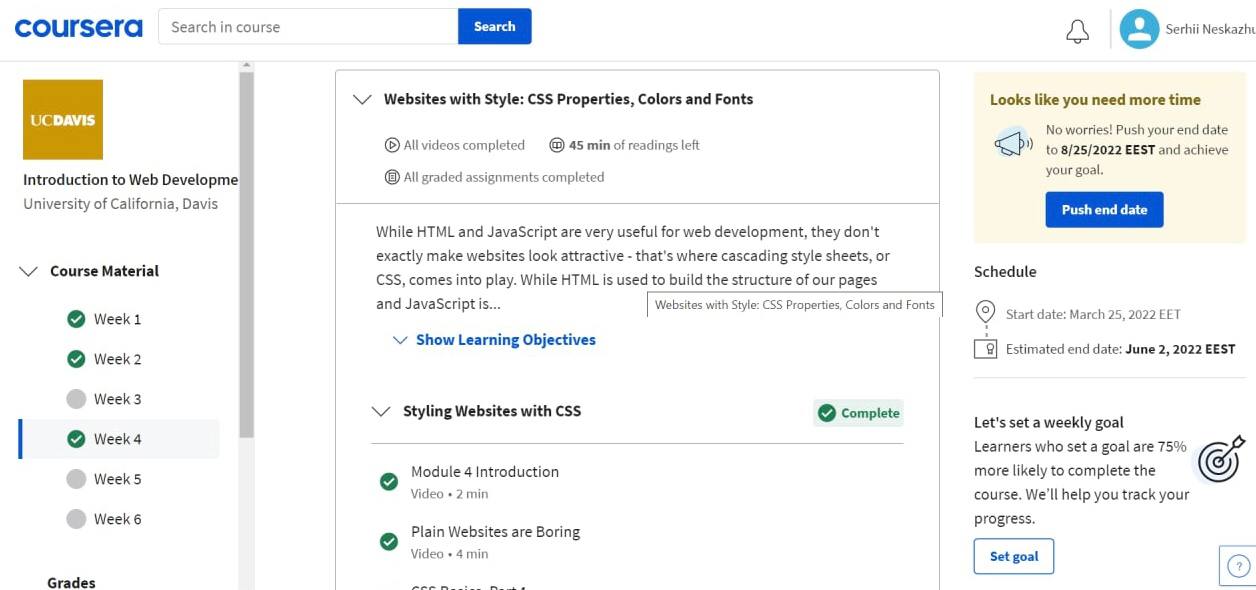 coursera
Search in course
Search
Serhii Neskazhu
UCDAVIS
Introduction to Web Developme
University of California, Davis
Course Material
Week 1
Week 2
Week 3
Week 4
Week 5
Week 6
Grades
Websites with Style: CSS Properties, Colors and Fonts
All videos completed
45 min of readings left
All graded assignments completed
While HTML and JavaScript are very useful for web development, they don't
exactly make websites look attractive - that's where cascading style sheets, or
CSS, comes into play. While HTML is used to build the structure of our pages
and JavaScript is...
Websites with Style: CSS Properties, Colors and Fonts
Show Learning Objectives
Styling Websites with CSS
Complete
Module 4 Introduction
Video • 2 min
Plain Websites are Boring
Video • 4 min
CSS Basics, Part 1
Looks like you need more time
No worries! Push your end date
to 8/25/2022 EEST and achieve
your goal.
Push end date
Schedule
Start date: March 25, 2022 EET
Estimated end date: June 2, 2022 EEST
Let's set a weekly goal
Learners who set a goal are 75%
more likely to complete the
course. We'll help you track your
progress.
Set goal
?